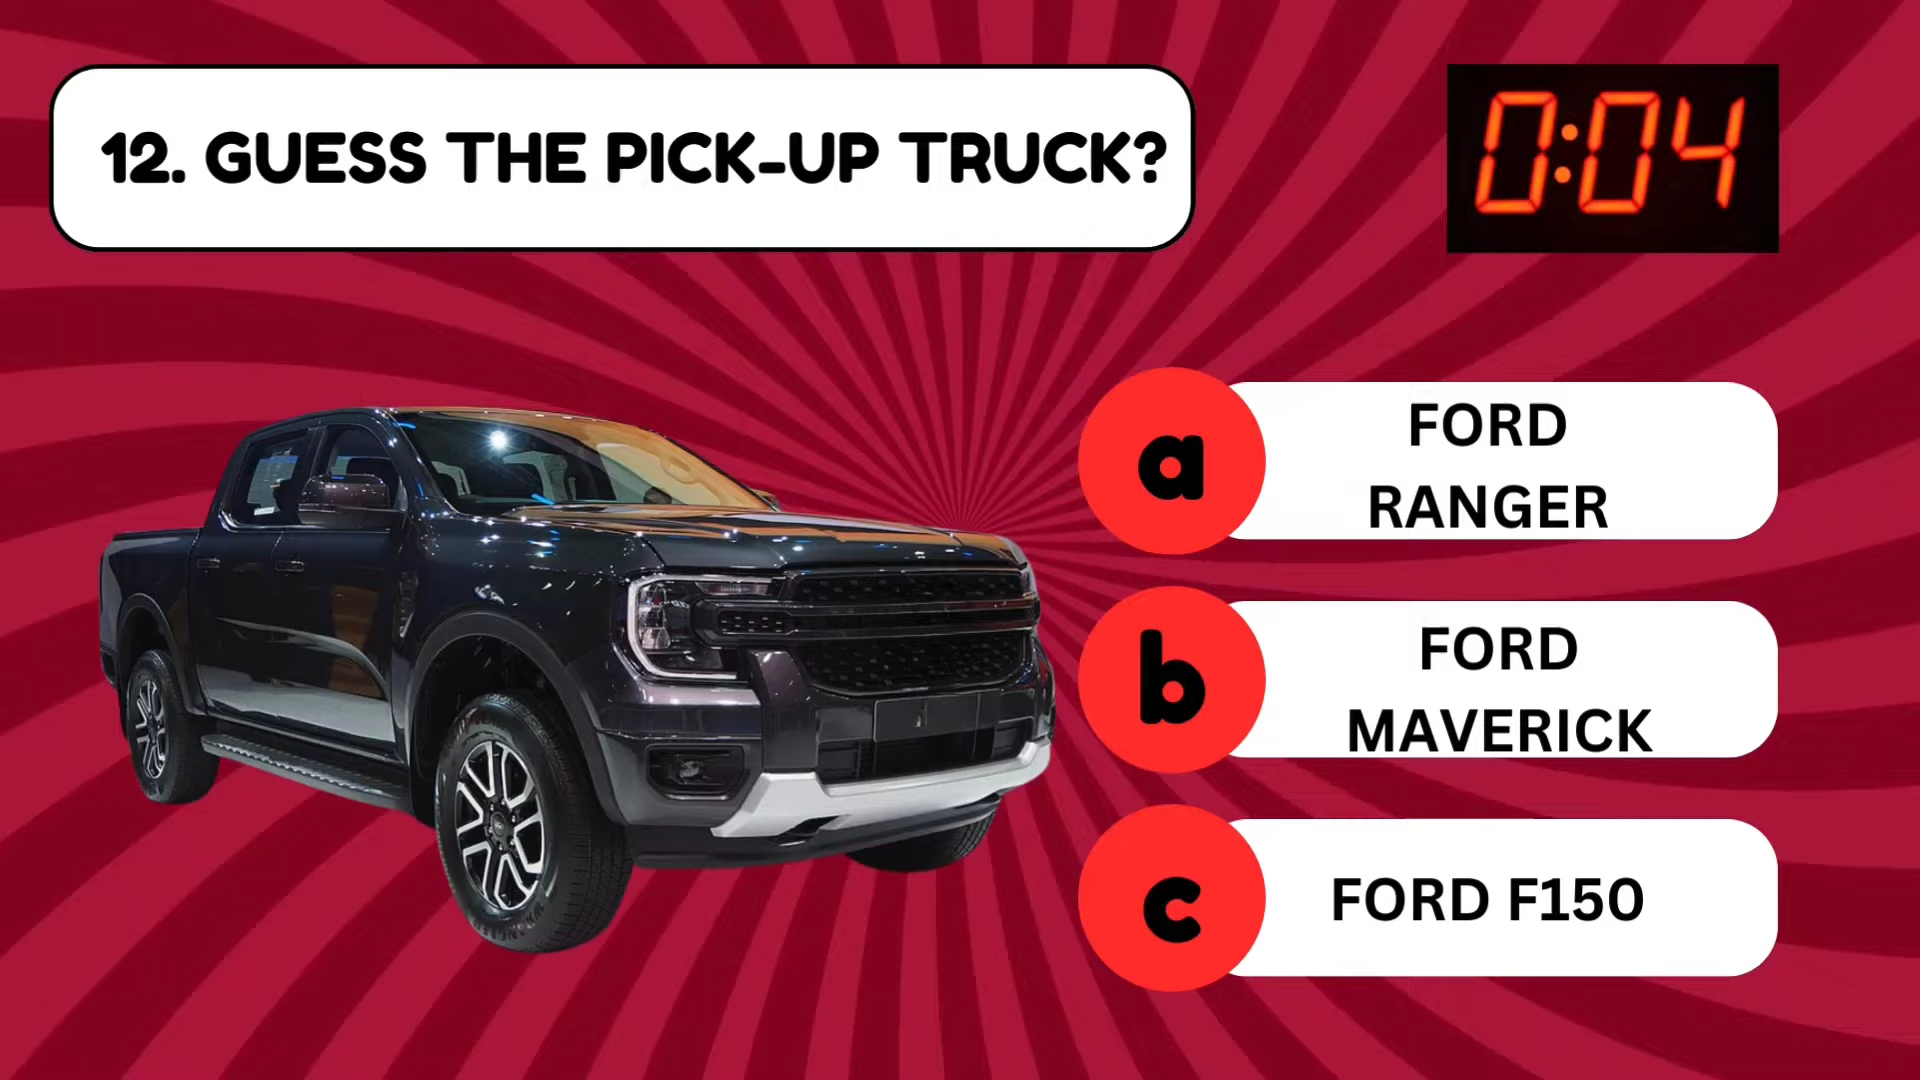 12. GUESS THE PICK-UP TRUCK?
0:04
a
FORD
RANGER
b
FORD
MAVERICK
c
FORD F150